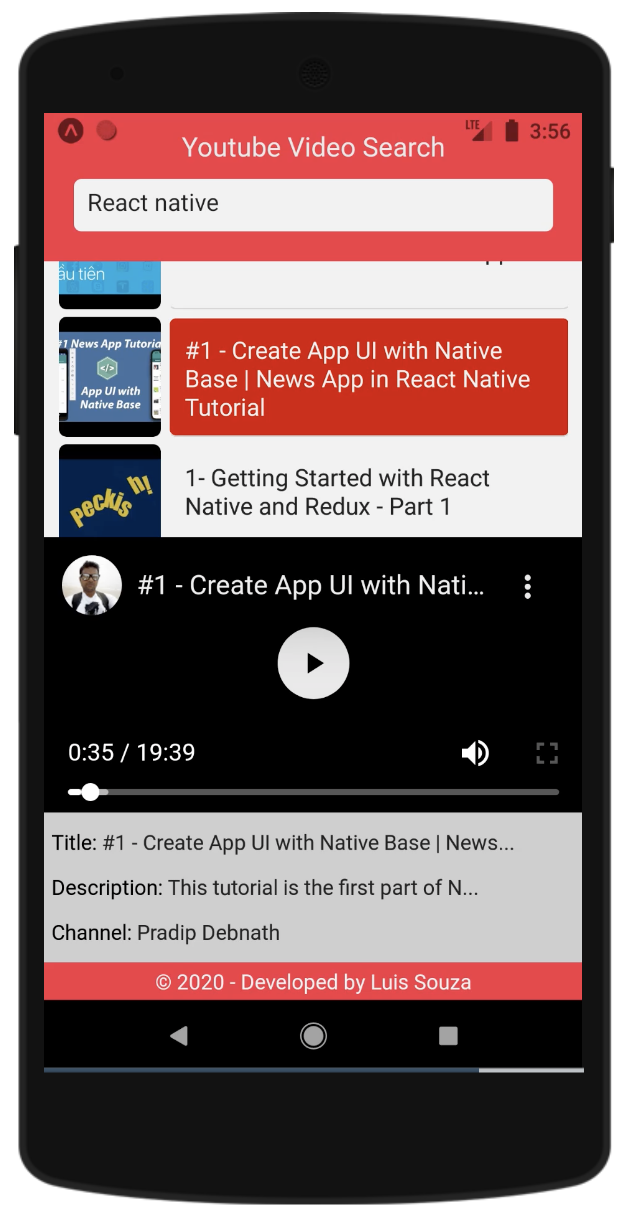 LTE 3:56
Youtube Video Search
React native
ầu tiên
#1 News App Tutoria
App UI with
Native Base
#1 - Create App UI with Native
Base | News App in React Native
Tutorial
peckish!
1- Getting Started with React
Native and Redux - Part 1
#1 - Create App UI with Nati...
0:35 / 19:39
Title: #1 - Create App UI with Native Base | News...
Description: This tutorial is the first part of N...
Channel: Pradip Debnath
© 2020 - Developed by Luis Souza